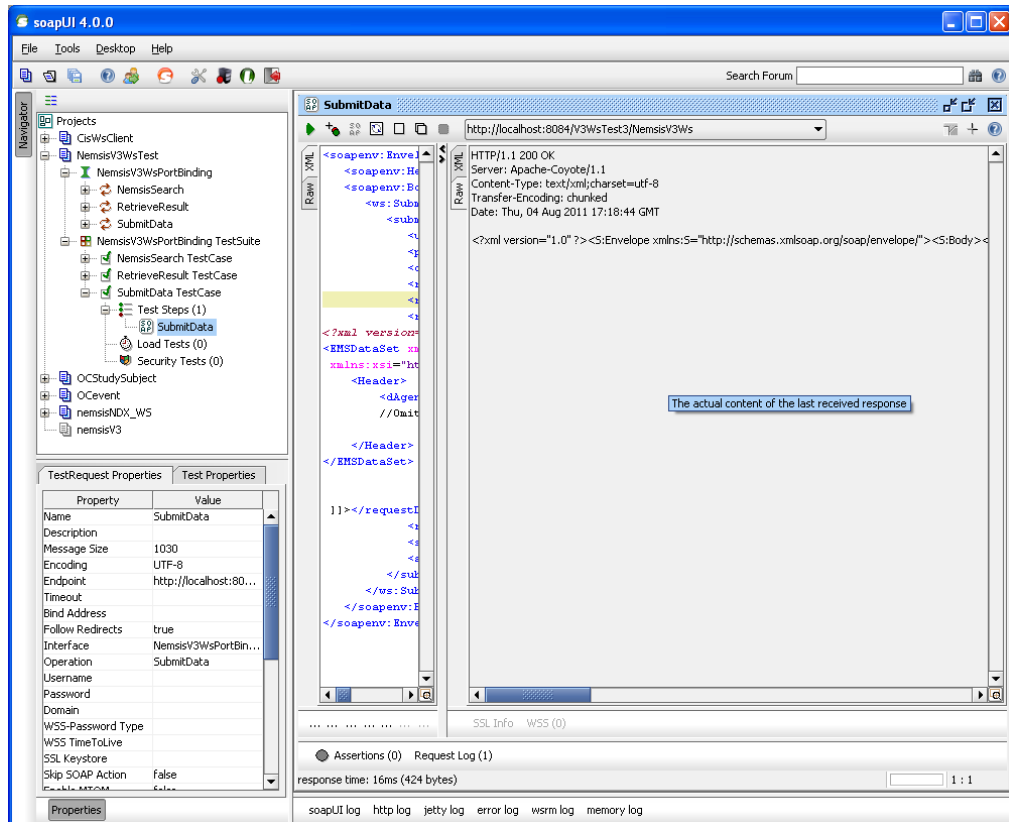 soapUI 4.0.0
File Tools Desktop Help
Search Forum
Navigator
Projects
CisWsClient
NemsisV3WsTest
NemsisV3WsPortBinding
NemsisSearch
RetrieveResult
SubmitData
NemsisV3WsPortBinding TestSuite
NemsisSearch TestCase
RetrieveResult TestCase
SubmitData TestCase
Test Steps (1)
SubmitData
Load Tests (0)
Security Tests (0)
OCStudySubject
OCevent
nemsisNDX_WS
nemsisV3
TestRequest Properties Test Properties
Property Value
Name SubmitData
Description
Message Size 1030
Encoding UTF-8
Endpoint http://localhost:80...
Timeout
Bind Address
Follow Redirects true
Interface NemsisV3WsPortBin...
Operation SubmitData
Username
Password
Domain
WSS-Password Type
WSS TimeToLive
SSL Keystore
Skip SOAP Action false
Enable MTOM false
Properties
SubmitData
http://localhost:8084/V3WsTest3/NemsisV3Ws
XML
Raw
<soapenv:Envel
<soapenv:He
<soapenv:Bo
<ws:Subm
<subm
<u
<p
<o
<r
<r
<r
<?xml version=
<EMSDataSet xm
xmlns:xsi="ht
<Header>
<dAger
//Omit
</Header>
</EMSDataSet>
]]></requestD
<r
<s
<a
</sub
</ws:Sub
</soapenv:B
</soapenv:Enve
XML
Raw
HTTP/1.1 200 OK
Server: Apache-Coyote/1.1
Content-Type: text/xml;charset=utf-8
Transfer-Encoding: chunked
Date: Thu, 04 Aug 2011 17:18:44 GMT
<?xml version="1.0" ?><S:Envelope xmlns:S="http://schemas.xmlsoap.org/soap/envelope/"><S:Body><
The actual content of the last received response
... ... ... ... ... ...
SSL Info WSS (0)
Assertions (0) Request Log (1)
response time: 16ms (424 bytes)
1 : 1
soapUI log http log jetty log error log wsrm log memory log